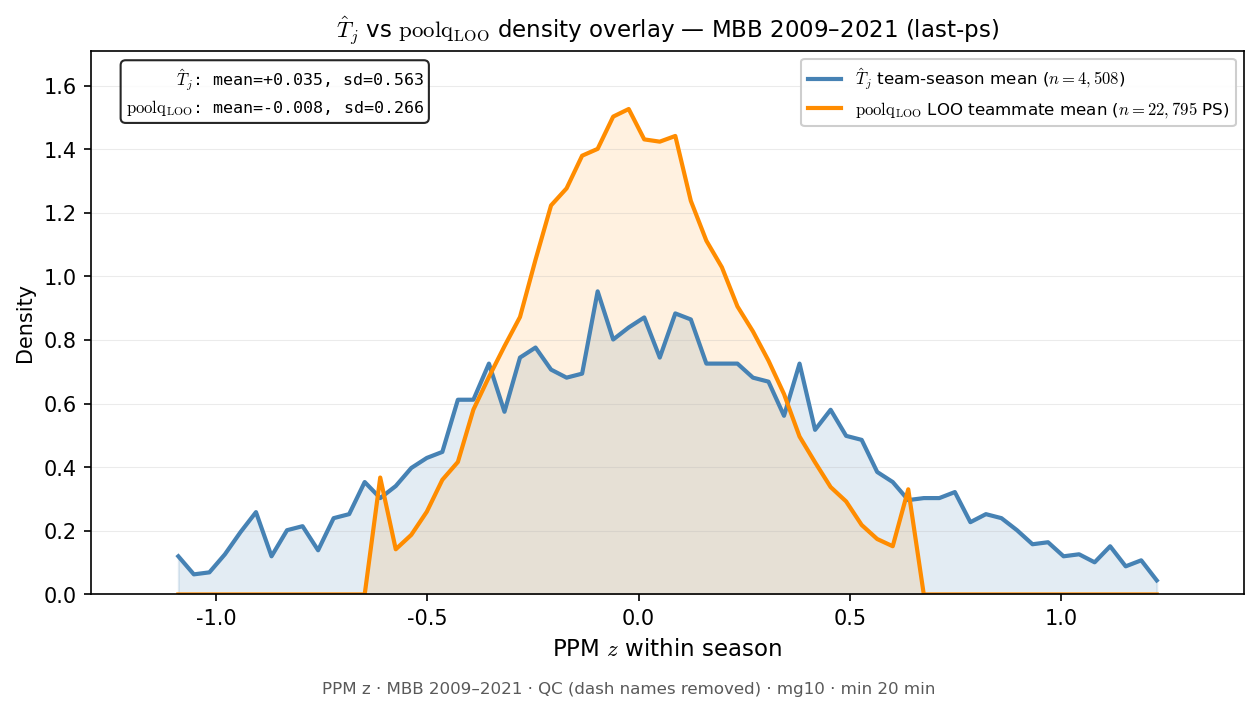 T̂ⱼ vs poolq_LOO density overlay — MBB 2009–2021 (last-ps)
T̂ⱼ: mean=+0.035, sd=0.563
poolq_LOO: mean=-0.008, sd=0.266
T̂ⱼ team-season mean (n = 4,508)
poolq_LOO LOO teammate mean (n = 22,795 PS)
Density
1.6
1.4
1.2
1.0
0.8
0.6
0.4
0.2
0.0
-1.0 -0.5 0.0 0.5 1.0
PPM z within season
PPM z · MBB 2009–2021 · QC (dash names removed) · mg10 · min 20 min